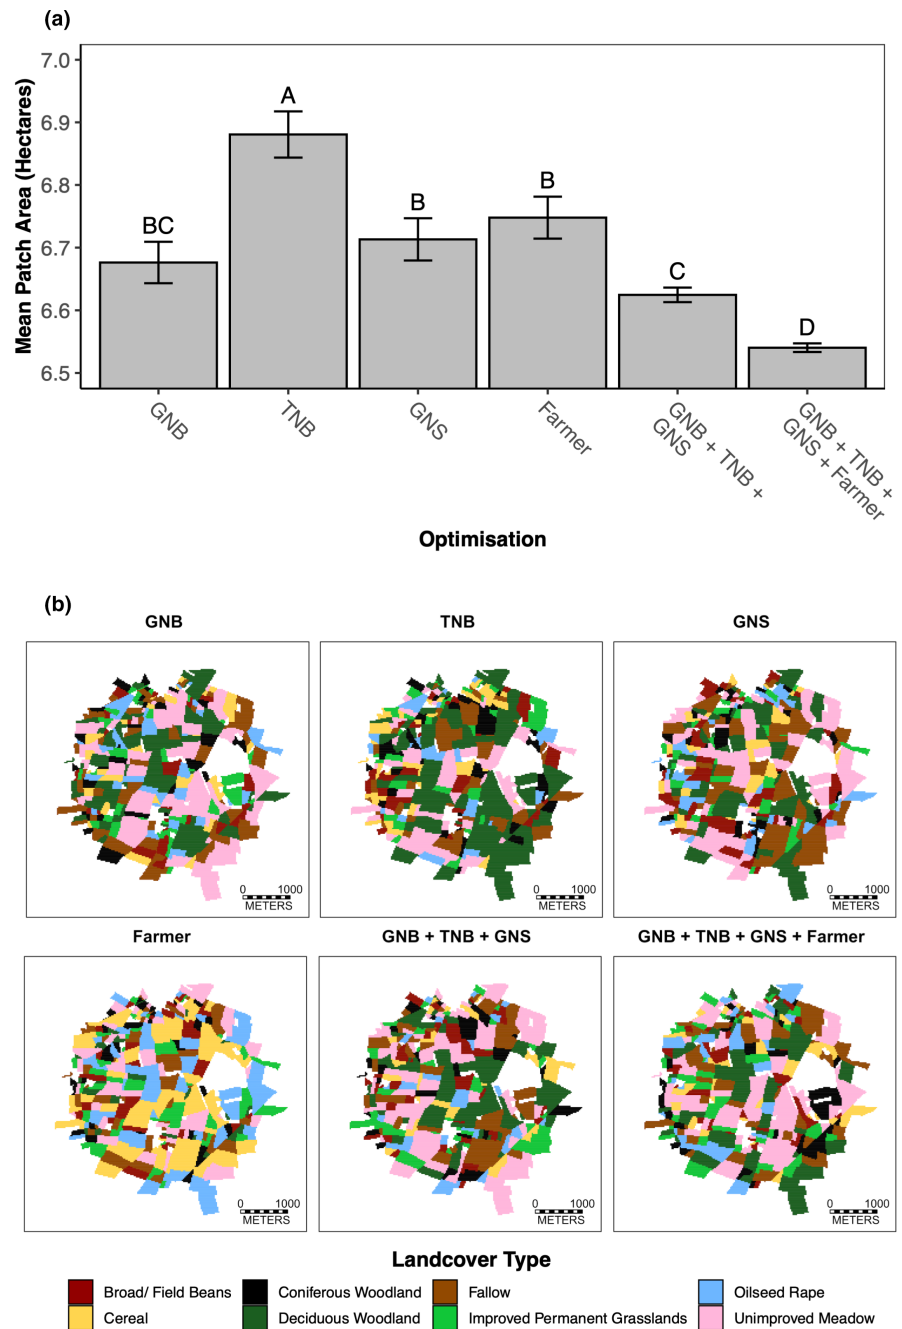 (a)
Mean Patch Area (Hectares)
7.0
6.9
6.8
6.7
6.6
6.5
BC
A
B
B
C
D
GNB
TNB
GNS
Farmer
GNB + TNB +
GNS
GNB + TNB +
GNS + Farmer
Optimisation
(b)
GNB
TNB
GNS
0 1000
METERS
0 1000
METERS
0 1000
METERS
Farmer
GNB + TNB + GNS
GNB + TNB + GNS + Farmer
0 1000
METERS
0 1000
METERS
0 1000
METERS
Landcover Type
Broad/ Field Beans
Coniferous Woodland
Fallow
Oilseed Rape
Cereal
Deciduous Woodland
Improved Permanent Grasslands
Unimproved Meadow